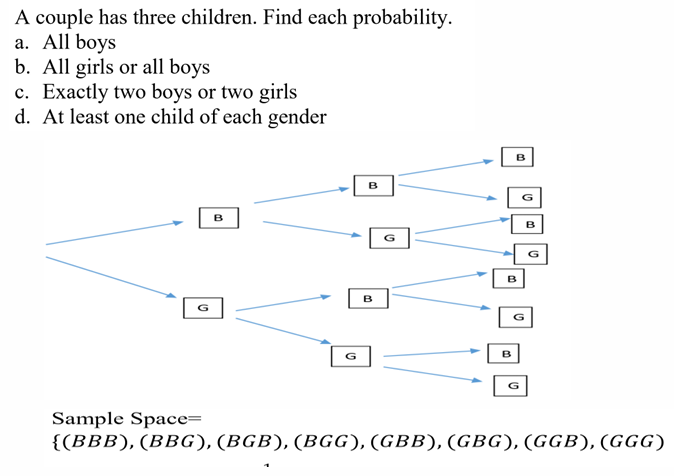 A couple has three children. Find each probability.
a. All boys
b. All girls or all boys
c. Exactly two boys or two girls
d. At least one child of each gender
B
B
G
B
B
G
G
B
B
G
G
B
G
G
Sample Space=
{(BBB), (BBG), (BGB), (BGG), (GBB), (GBG), (GGB), (GGG)